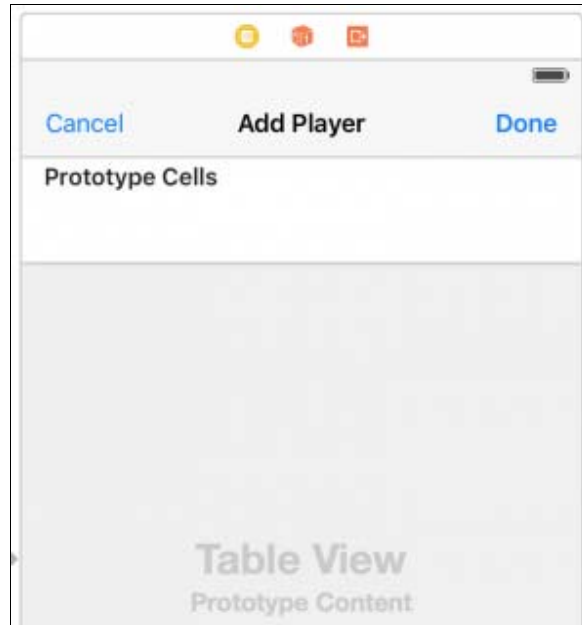 Cancel Add Player Done
Prototype Cells
Table View
Prototype Content